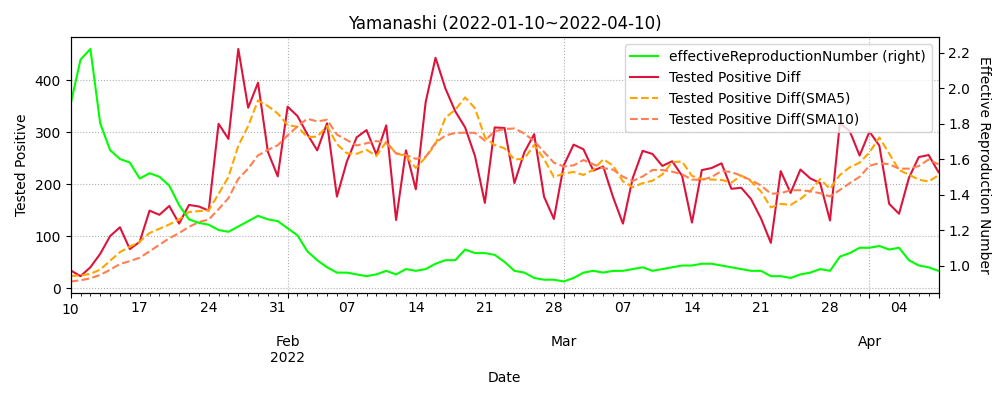 Yamanashi (2022-01-10~2022-04-10)
effectiveReproductionNumber (right)
Tested Positive Diff
Tested Positive Diff(SMA5)
Tested Positive Diff(SMA10)
Tested Positive
400
300
200
100
0
2.2
2.0
1.8
1.6
1.4
1.2
1.0
Effective Reproduction Number
10 17 24 31 07 14 21 28 07 14 21 28 04
Feb Mar Apr
2022
Date